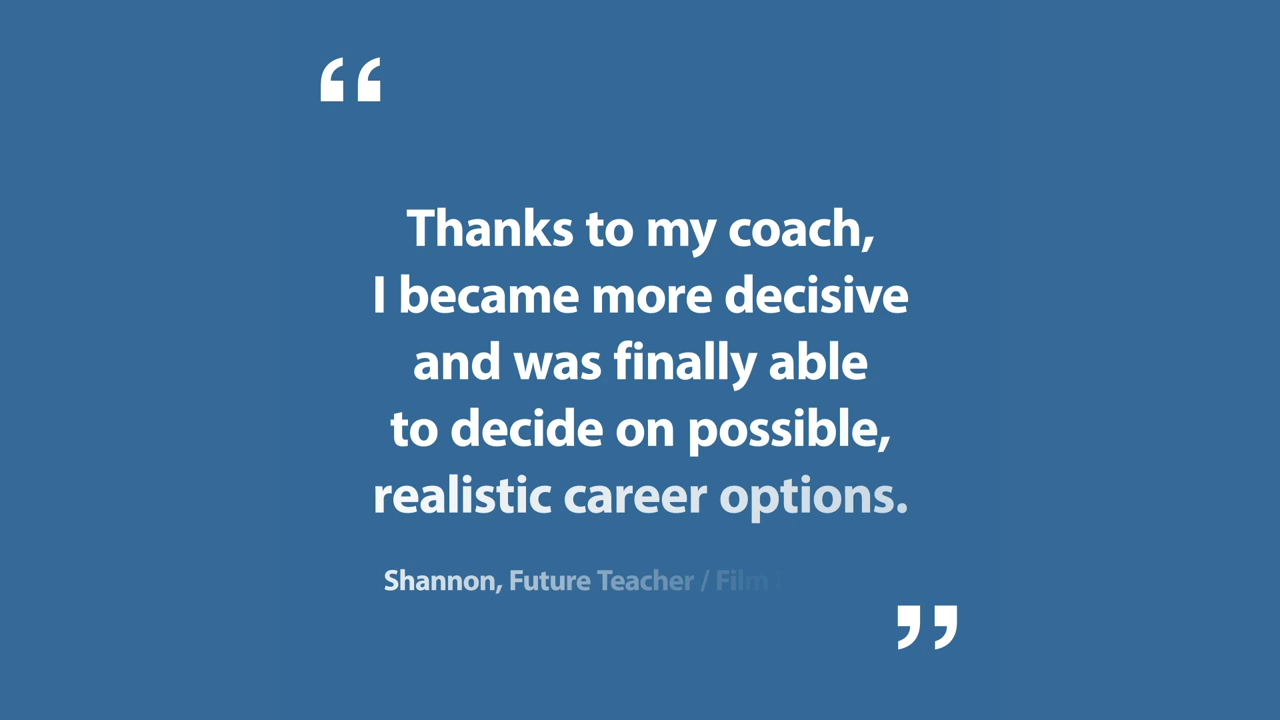 “
Thanks to my coach,
I became more decisive
and was finally able
to decide on possible,
realistic career options.
Shannon, Future Teacher / Film
”